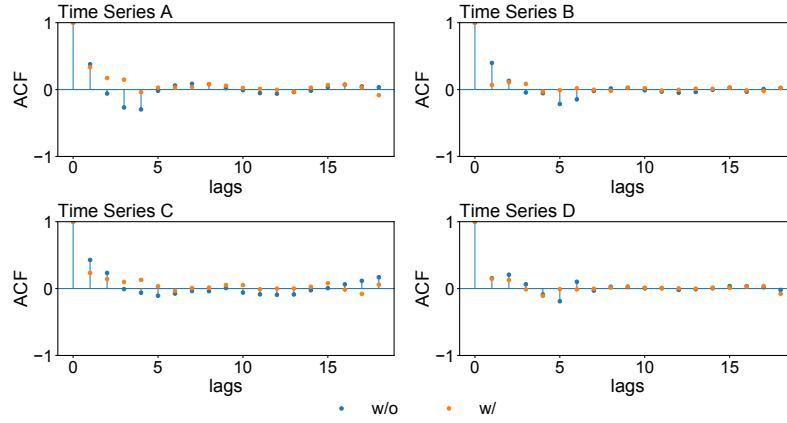 Time Series A
Time Series B
1
0
−1
ACF
0
5
10
15
lags
1
0
−1
ACF
0
5
10
15
lags
Time Series C
Time Series D
1
0
−1
ACF
0
5
10
15
lags
1
0
−1
ACF
0
5
10
15
lags
w/o
w/